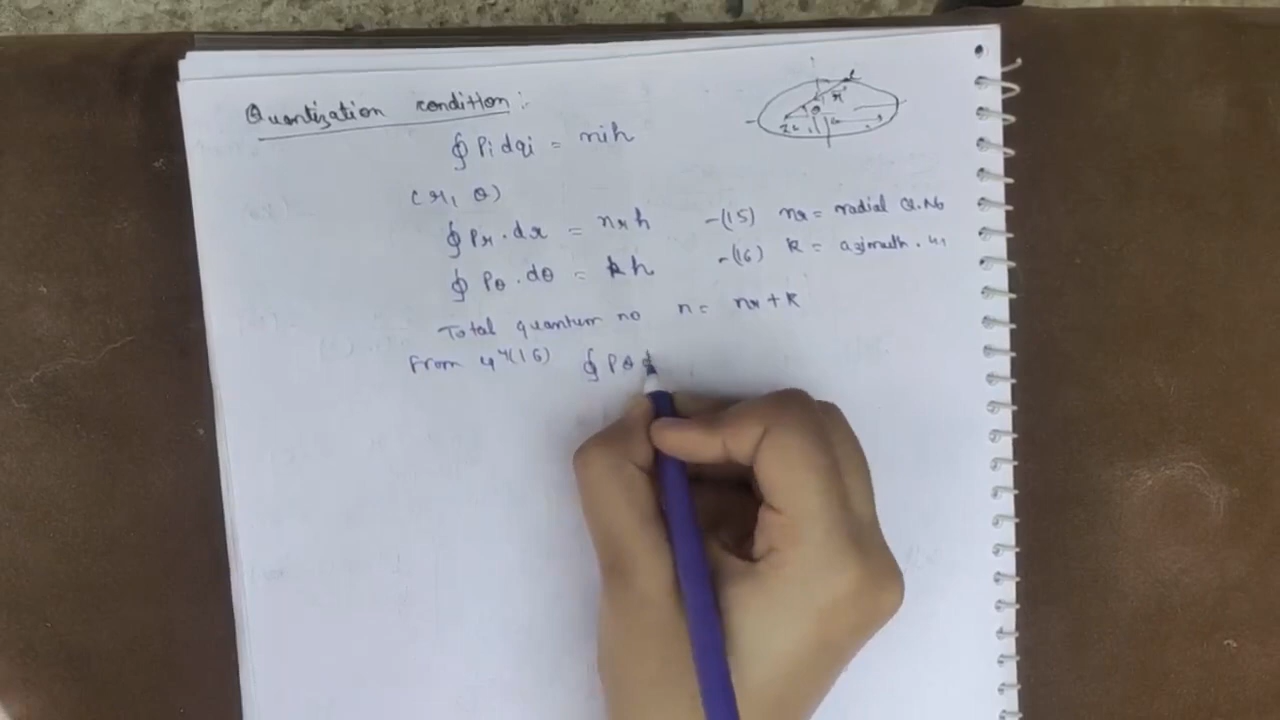 Quantization condition :
∮ Pi dqi = nih
(r, θ)
∮ Pr . dr = nr h -(15) nr = radial Q.No
∮ Pθ . dθ = kh -(16) k = azimuth.
Total quantum no n = nr + k
From (16) ∮ Pθ d